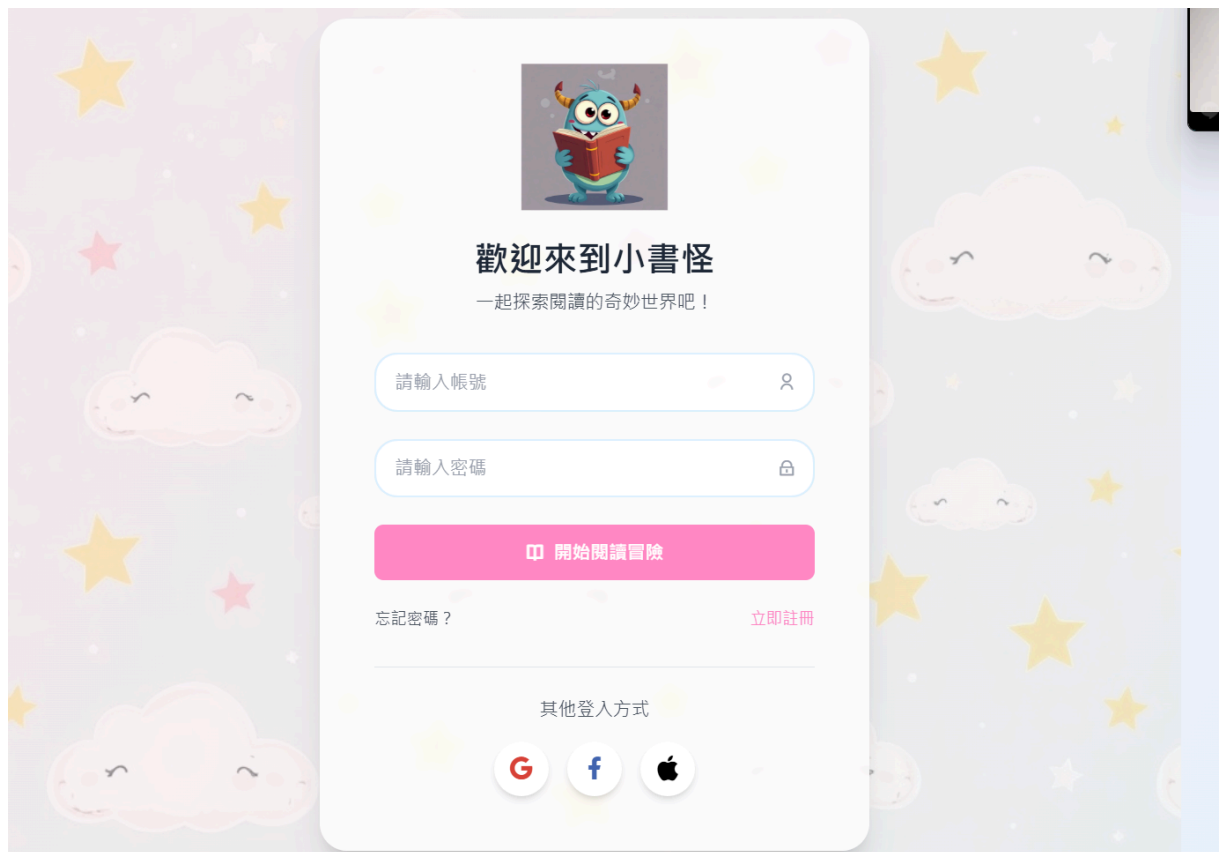 歡迎來到小書怪
一起探索閱讀的奇妙世界吧！
請輸入帳號
請輸入密碼
開始閱讀冒險
忘記密碼？
立即註冊
其他登入方式